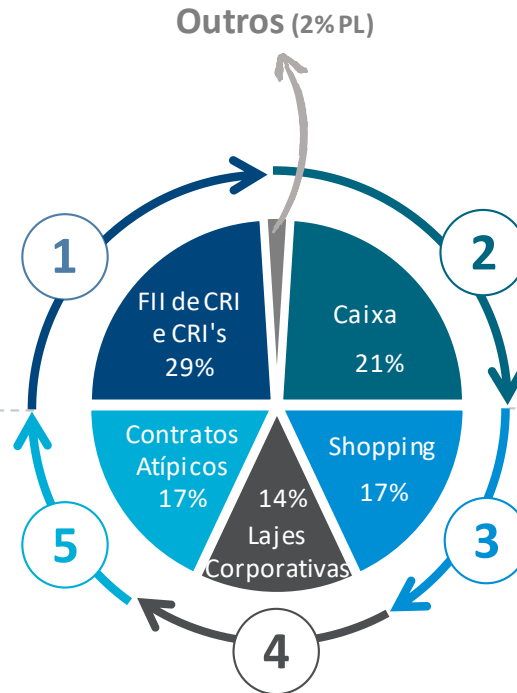 Outros (2% PL)
1
2
FII de CRI
e CRI's
29%
Caixa
21%
Contratos
Atípicos
17%
Shopping
17%
14%
Lajes
Corporativas
5
3
4